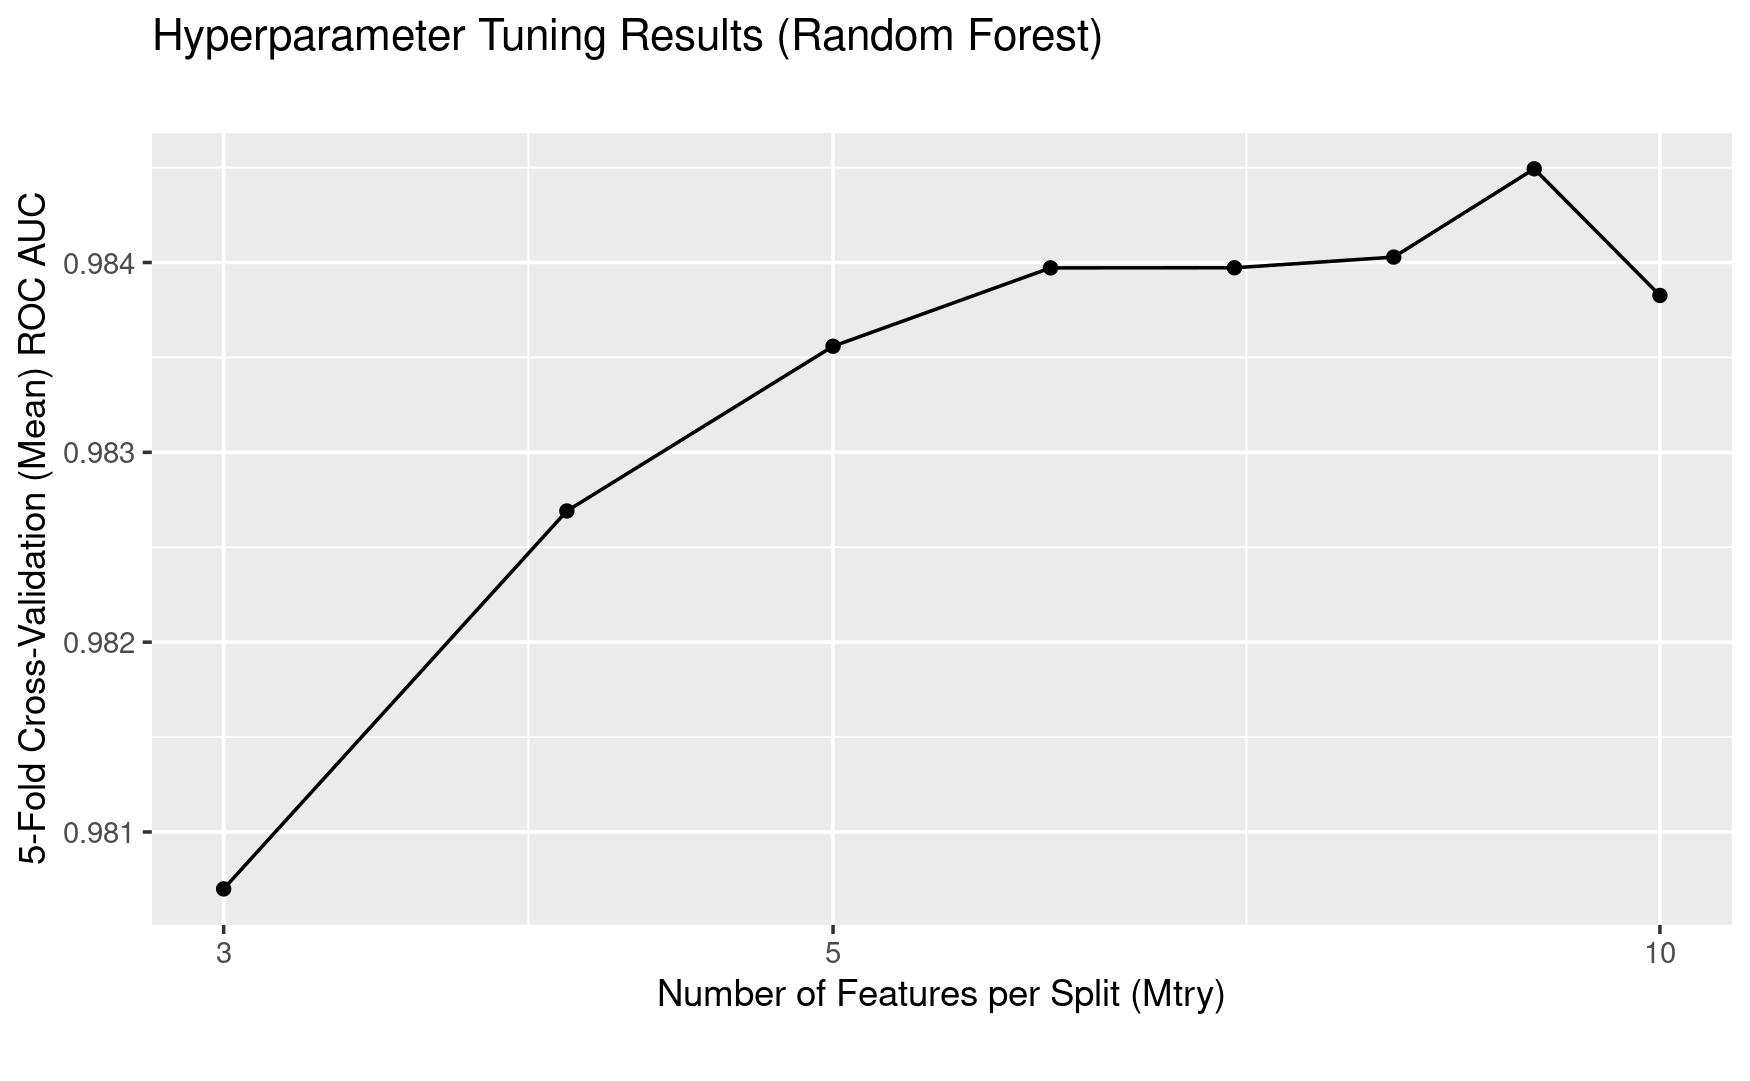 Hyperparameter Tuning Results (Random Forest)
5-Fold Cross-Validation (Mean) ROC AUC
0.984
0.983
0.982
0.981
3
5
10
Number of Features per Split (Mtry)